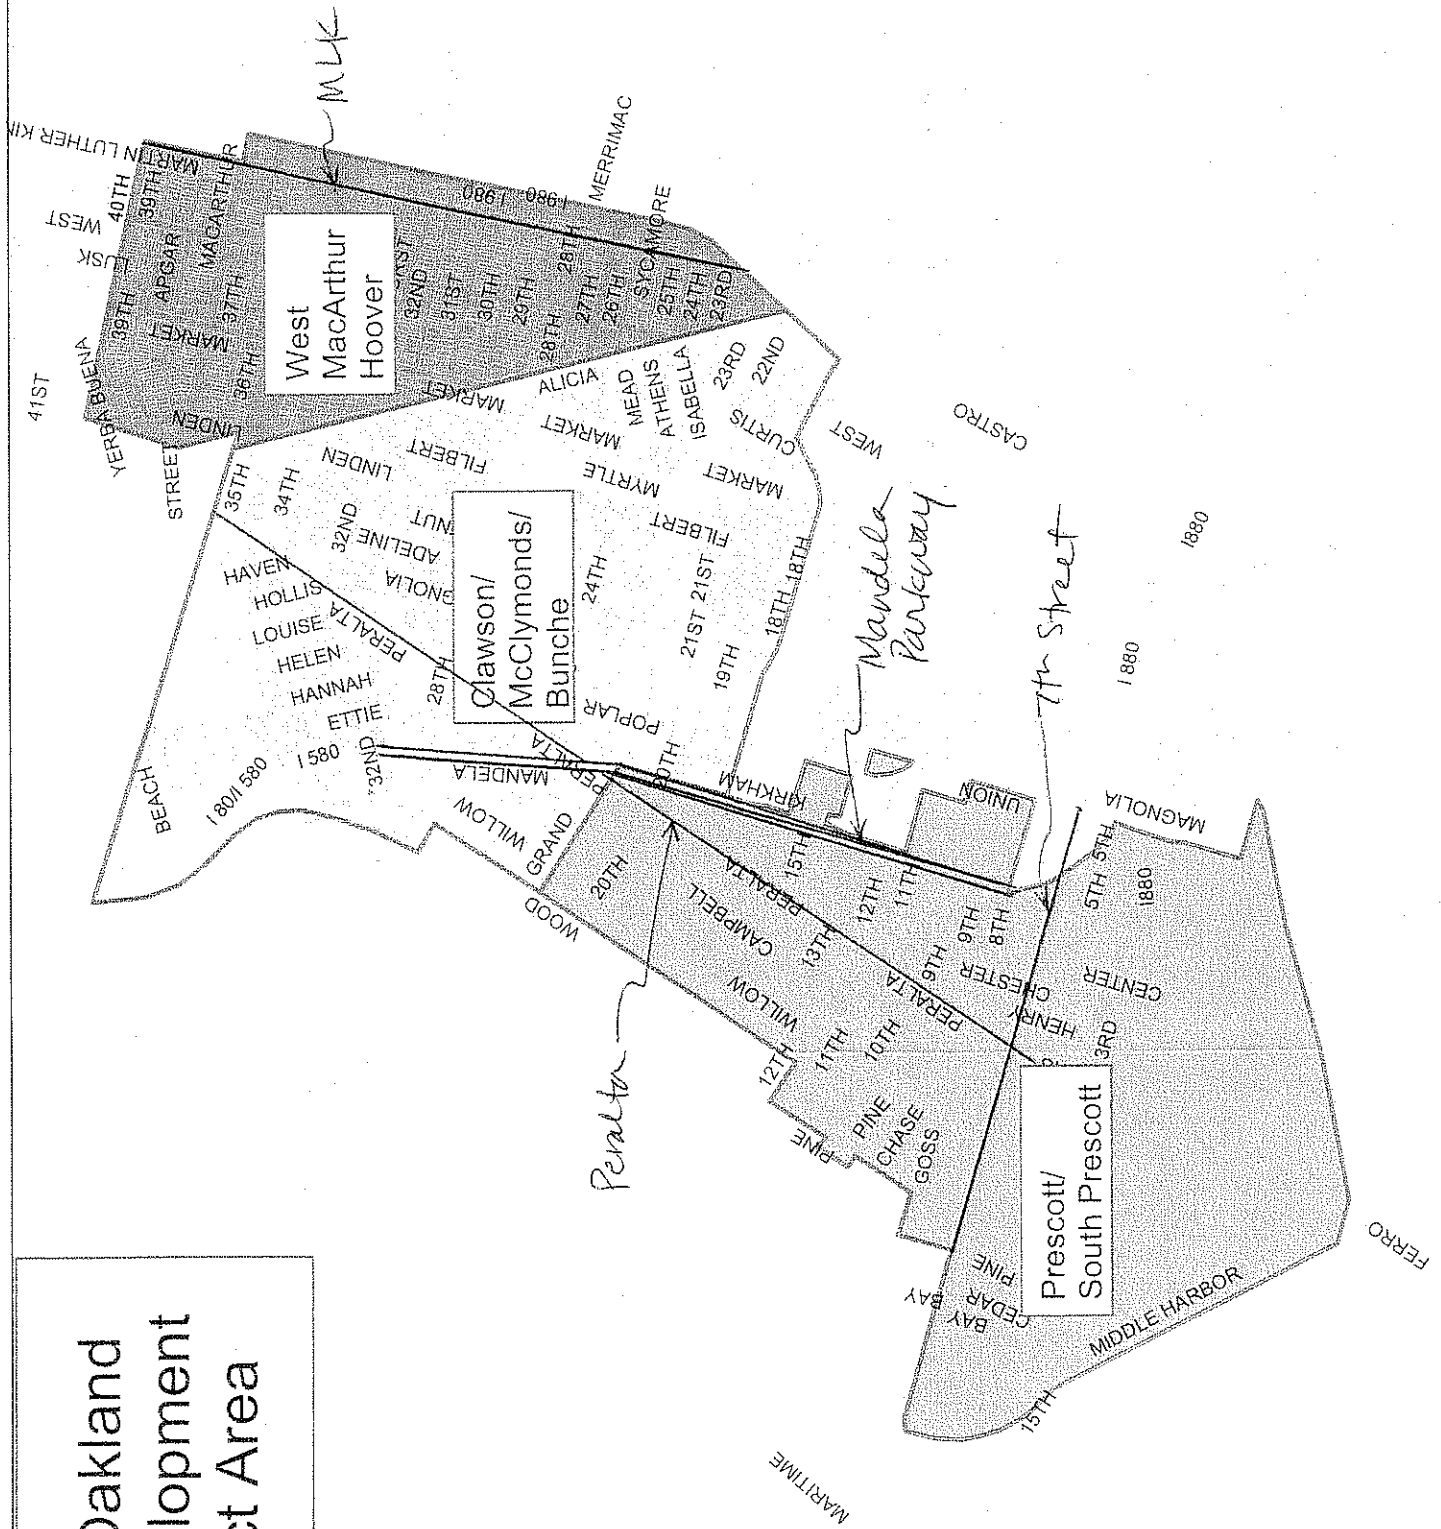 Oakland
lopment
ct Area
41ST
MARTIN LUTHER KIN
WEST
40TH
39TH
LUSK
APGAR
MACARTHUR
MLK
YERBA BUENA
39TH
MARKET
37TH
36TH
LINDEN
STREET
West
MacArthur
Hoover
I 980
I 980
32ND
31ST
30TH
29TH
28TH
28TH
27TH
26TH
MERRIMAC
SYCAMORE
25TH
24TH
23RD
35TH
34TH
32ND
LINDEN
MARKET
FILBERT
ADELINE
GNOLIA
NUT
ALICIA
MARKET
MEAD
ATHENS
ISABELLA
23RD
22ND
CURTIS
MYRTLE
MARKET
FILBERT
WEST
CASTRO
HAVEN
HOLLIS
LOUISE
HELEN
HANNAH
ETTIE
PERALTA
28TH
Clawson/
McClymonds/
Bunche
24TH
21ST
21ST
19TH
18TH
18TH
POPLAR
BEACH
I 80/I 580
I 580
32ND
MANDELA
PERALTA
WILLOW
GRAND
20TH
KIRKHAM
Mandela
Parkway
WOOD
20TH
CAMPBELL
PERALTA
15TH
12TH
11TH
UNION
7th Street
MAGNOLIA
I880
I 880
Peralta
WILLOW
13TH
12TH
11TH
10TH
PERALTA
9TH
9TH
8TH
CHESTER
HENRY
CENTER
5TH
5TH
I880
3RD
PINE
PINE
CHASE
GOSS
Prescott/
South Prescott
PINE
CEDAR
BAY
BAY
MIDDLE HARBOR
15TH
FERRO
MARITIME